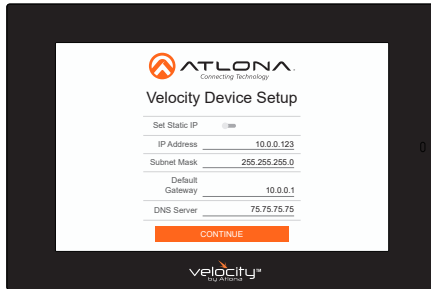 ATLONA.
Connecting Technology
Velocity Device Setup
Set Static IP
IP Address 10.0.0.123
Subnet Mask 255.255.255.0
Default
Gateway 10.0.0.1
DNS Server 75.75.75.75
CONTINUE
velocity™
by Atlona